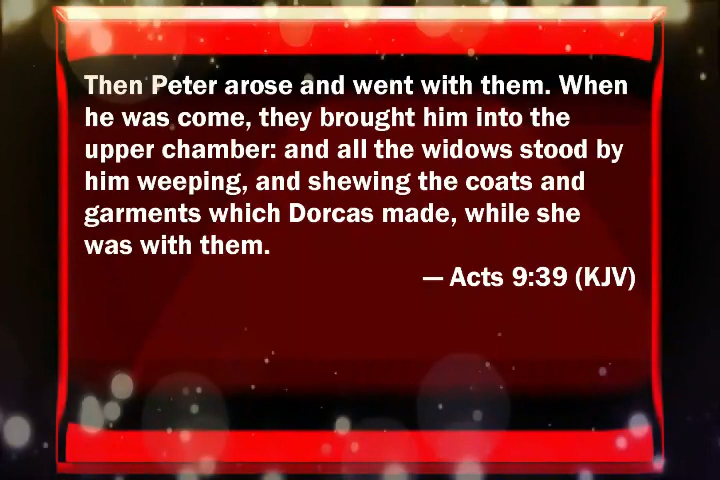 Then Peter arose and went with them. When
he was come, they brought him into the
upper chamber: and all the widows stood by
him weeping, and shewing the coats and
garments which Dorcas made, while she
was with them.
— Acts 9:39 (KJV)